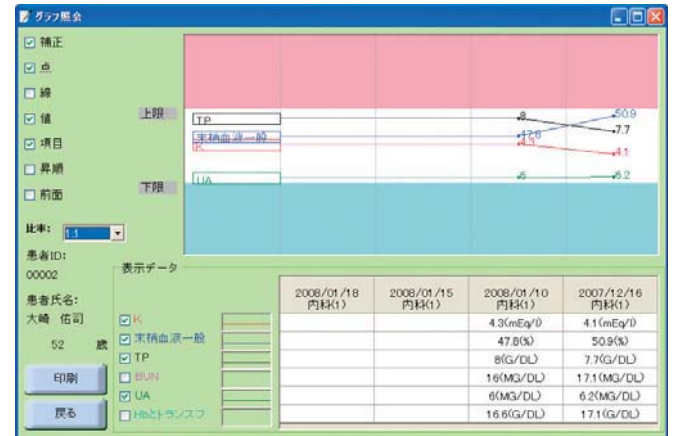 グラフ照会
補正
点
線
値
項目
昇順
前面
比率: 1:1
患者ID:
00002
患者氏名:
大崎 佑司
52 歳
印刷
戻る
上限
下限
TP
末梢血液一般
K
UA
8
47.8
4.3
6
50.9
7.7
4.1
6.2
表示データ
2008/01/18 2008/01/15 2008/01/10 2007/12/16
内科(1) 内科(1) 内科(1) 内科(1)
K 4.3(mEq/l) 4.1(mEq/l)
末梢血液一般 47.8(%) 50.9(%)
TP 8(G/DL) 7.7(G/DL)
BUN 16(MG/DL) 17.1(MG/DL)
UA 6(MG/DL) 6.2(MG/DL)
Hbとトランスフ 16.6(G/DL) 17.1(G/DL)